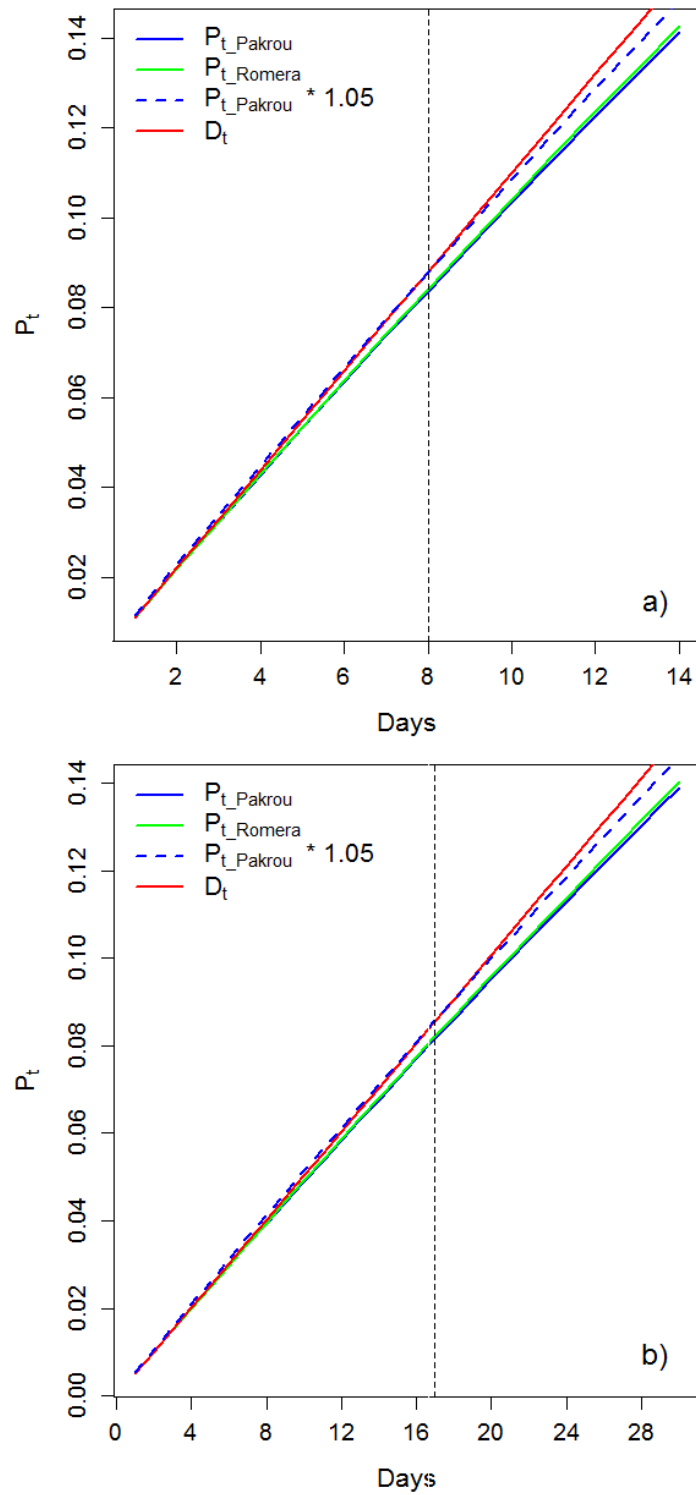 P_t
0.02 0.04 0.06 0.08 0.10 0.12 0.14
P_t_Pakrou
P_t_Romera
P_t_Pakrou * 1.05
D_t
a)
2 4 6 8 10 12 14
Days
P_t
0.00 0.02 0.04 0.06 0.08 0.10 0.12 0.14
P_t_Pakrou
P_t_Romera
P_t_Pakrou * 1.05
D_t
b)
0 4 8 12 16 20 24 28
Days